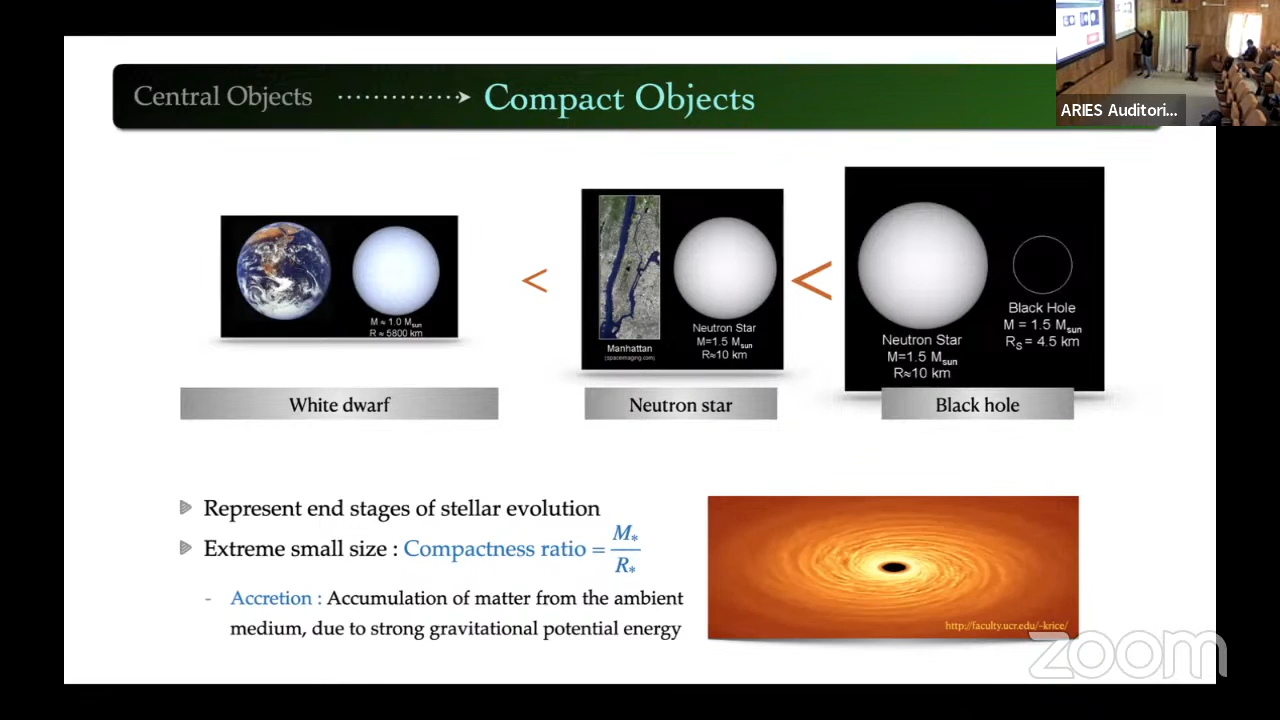 Central Objects
Compact Objects
ARIES Auditori...
M ≈ 1.0 Msun
R ≈ 5800 km
<
Manhattan
(spaceimaging.com)
Neutron Star
M=1.5 Msun
R≈10 km
<
Neutron Star
M=1.5 Msun
R≈10 km
Black Hole
M = 1.5 Msun
RS = 4.5 km
White dwarf
Neutron star
Black hole
Represent end stages of stellar evolution
Extreme small size : Compactness ratio = M*/R*
- Accretion : Accumulation of matter from the ambient
medium, due to strong gravitational potential energy
http://faculty.ucr.edu/~krice/
zoom